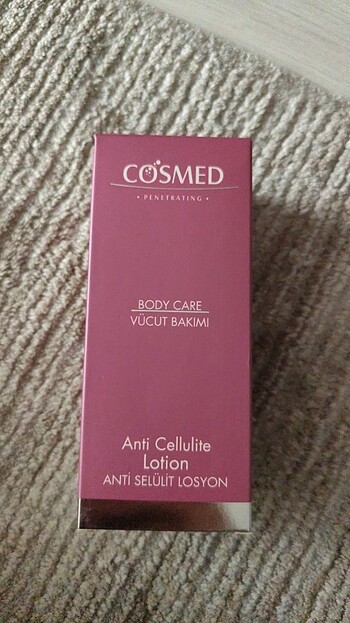 COSMED
• PENETRATING •
BODY CARE
VÜCUT BAKIMI
Anti Cellulite
Lotion
ANTİ SELÜLİT LOSYON